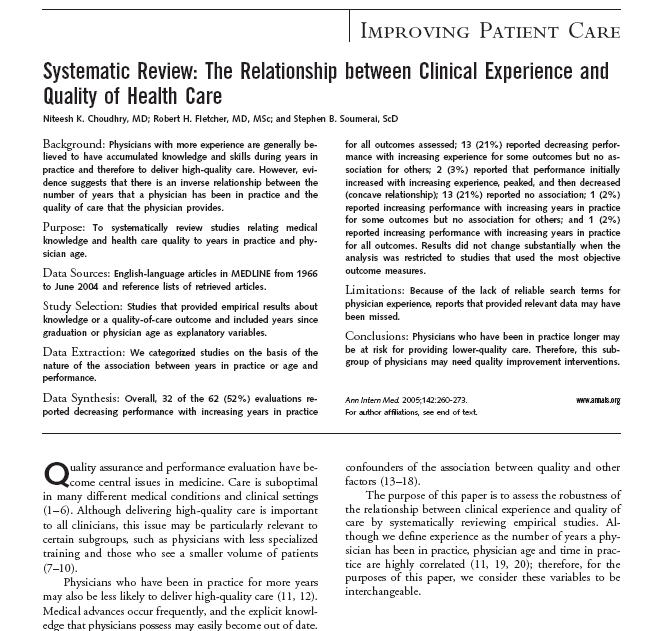 IMPROVING PATIENT CARE
Systematic Review: The Relationship between Clinical Experience and
Quality of Health Care
Niteesh K. Choudhry, MD; Robert H. Fletcher, MD, MSc; and Stephen B. Soumerai, ScD
Background: Physicians with more experience are generally be-
lieved to have accumulated knowledge and skills during years in
practice and therefore to deliver high-quality care. However, evi-
dence suggests that there is an inverse relationship between the
number of years that a physician has been in practice and the
quality of care that the physician provides.
Purpose: To systematically review studies relating medical
knowledge and health care quality to years in practice and phy-
sician age.
Data Sources: English-language articles in MEDLINE from 1966
to June 2004 and reference lists of retrieved articles.
Study Selection: Studies that provided empirical results about
knowledge or a quality-of-care outcome and included years since
graduation or physician age as explanatory variables.
Data Extraction: We categorized studies on the basis of the
nature of the association between years in practice or age and
performance.
Data Synthesis: Overall, 32 of the 62 (52%) evaluations re-
ported decreasing performance with increasing years in practice
for all outcomes assessed; 13 (21%) reported decreasing perfor-
mance with increasing experience for some outcomes but no as-
sociation for others; 2 (3%) reported that performance initially
increased with increasing experience, peaked, and then decreased
(concave relationship); 13 (21%) reported no association; 1 (2%)
reported increasing performance with increasing years in practice
for some outcomes but no association for others; and 1 (2%)
reported increasing performance with increasing years in practice
for all outcomes. Results did not change substantially when the
analysis was restricted to studies that used the most objective
outcome measures.
Limitations: Because of the lack of reliable search terms for
physician experience, reports that provided relevant data may have
been missed.
Conclusions: Physicians who have been in practice longer may
be at risk for providing lower-quality care. Therefore, this sub-
group of physicians may need quality improvement interventions.
Ann Intern Med. 2005;142:260-273. www.annals.org
For author affiliations, see end of text.
Quality assurance and performance evaluation have be-
come central issues in medicine. Care is suboptimal
in many different medical conditions and clinical settings
(1–6). Although delivering high-quality care is important
to all clinicians, this issue may be particularly relevant to
certain subgroups, such as physicians with less specialized
training and those who see a smaller volume of patients
(7–10).
Physicians who have been in practice for more years
may also be less likely to deliver high-quality care (11, 12).
Medical advances occur frequently, and the explicit knowl-
edge that physicians possess may easily become out of date.
confounders of the association between quality and other
factors (13–18).
The purpose of this paper is to assess the robustness of
the relationship between clinical experience and quality of
care by systematically reviewing empirical studies. Al-
though we define experience as the number of years a phy-
sician has been in practice, physician age and time in prac-
tice are highly correlated (11, 19, 20); therefore, for the
purposes of this paper, we consider these variables to be
interchangeable.